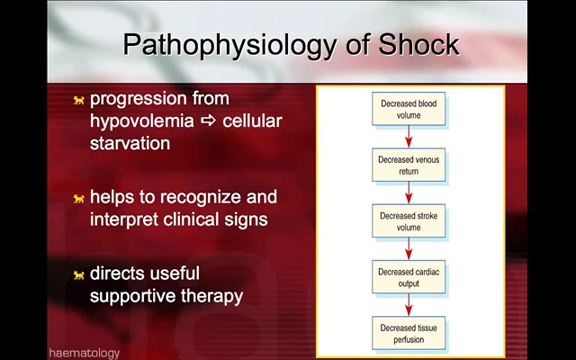 Pathophysiology of Shock
progression from
hypovolemia ⇨ cellular
starvation
helps to recognize and
interpret clinical signs
directs useful
supportive therapy
Decreased blood
volume
Decreased venous
return
Decreased stroke
volume
Decreased cardiac
output
Decreased tissue
perfusion
haematology